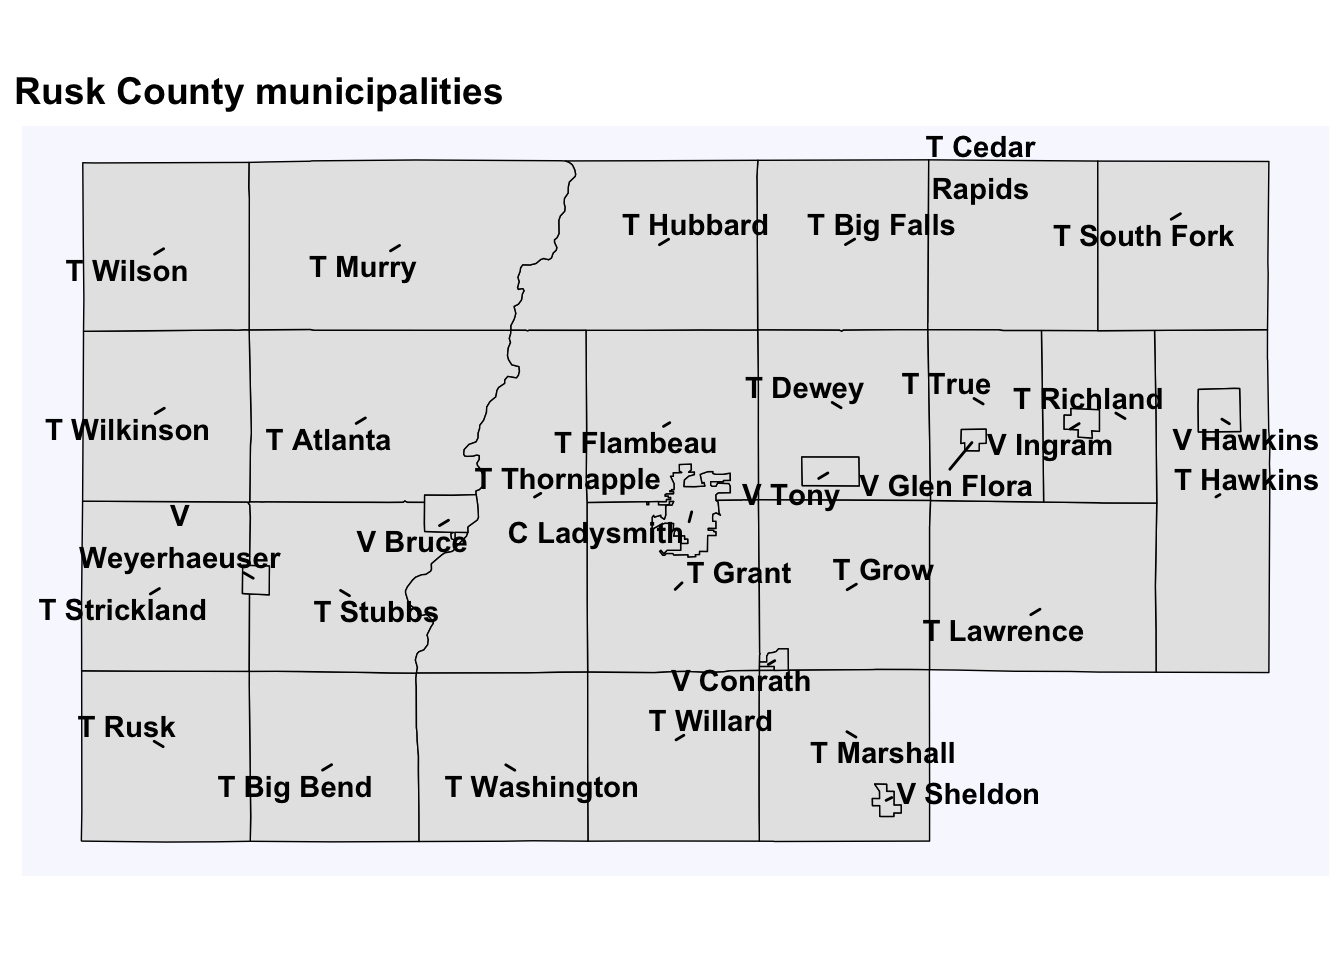 Rusk County municipalities
T Cedar
Rapids
T Hubbard
T Big Falls
T South Fork
T Wilson
T Murry
T Dewey
T True
T Richland
T Wilkinson
T Atlanta
T Flambeau
V Ingram
V Hawkins
T Thornapple
V Tony
V Glen Flora
T Hawkins
V
Weyerhaeuser
V Bruce
C Ladysmith
T Grant
T Grow
T Strickland
T Stubbs
T Lawrence
V Conrath
T Rusk
T Willard
T Marshall
T Big Bend
T Washington
V Sheldon